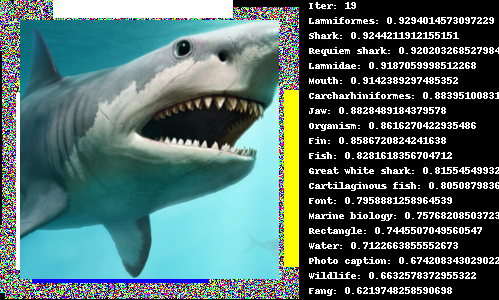 Iter: 19
Lamniformes: 0.9294014573097229
Shark: 0.9244211912155151
Requiem shark: 0.920203268527984
Lamnidae: 0.9187059998512268
Mouth: 0.9142389297485352
Carcharhiniformes: 0.88395100831
Jaw: 0.8828489184379578
Organism: 0.8616270422935486
Fin: 0.8586720824241638
Fish: 0.8281618356704712
Great white shark: 0.81554549932
Cartilaginous fish: 0.8050879836
Font: 0.7958881258964539
Marine biology: 0.75768208503723
Rectangle: 0.7445507049560547
Water: 0.7122663855552673
Photo caption: 0.674208343029022
Wildlife: 0.6632578372955322
Fang: 0.6219748258590698